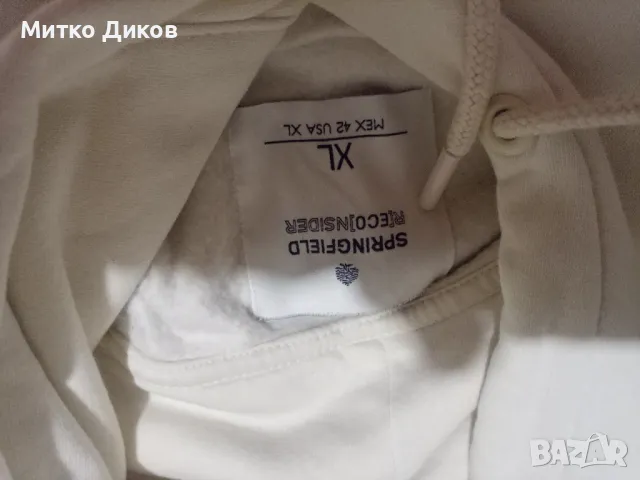 Митко Диков
SPRINGFIELD
R[ECO]NSIDER
XL
MEX 42 USA XL
BAZAR